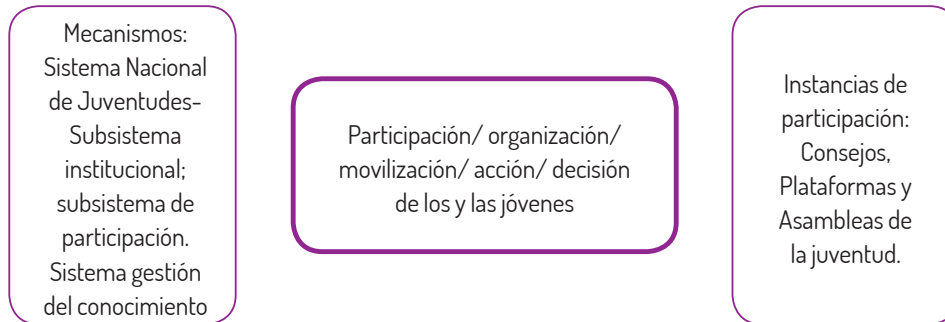 Mecanismos:
Sistema Nacional
de Juventudes-
Subsistema
institucional;
subsistema de
participación.
Sistema gestión
del conocimiento
Participación/ organización/
movilización/ acción/ decisión
de los y las jóvenes
Instancias de
participación:
Consejos,
Plataformas y
Asambleas de
la juventud.